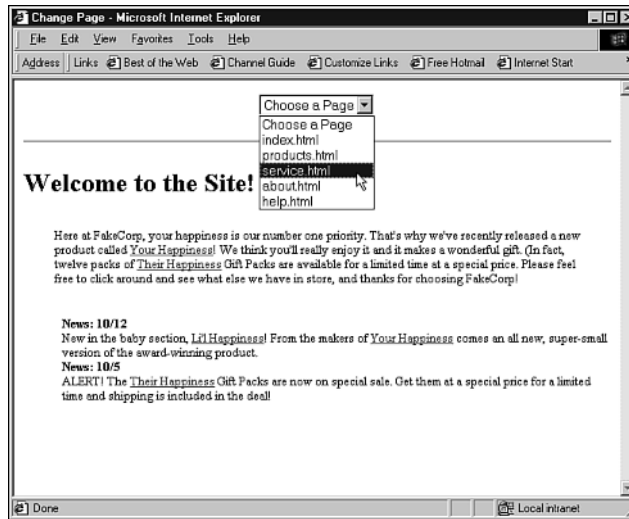 Change Page - Microsoft Internet Explorer
File Edit View Favorites Tools Help
Address Links Best of the Web Channel Guide Customize Links Free Hotmail Internet Start
Choose a Page
Choose a Page
index.html
products.html
service.html
about.html
help.html
Welcome to the Site!
Here at FakeCorp, your happiness is our number one priority. That's why we've recently released a new
product called Your Happiness! We think you'll really enjoy it and it makes a wonderful gift. (In fact,
twelve packs of Their Happiness Gift Packs are available for a limited time at a special price. Please feel
free to click around and see what else we have in store, and thanks for choosing FakeCorp!
News: 10/12
New in the baby section, Li'l Happiness! From the makers of Your Happiness comes an all new, super-small
version of the award-winning product.
News: 10/5
ALERT! The Their Happiness Gift Packs are now on special sale. Get them at a special price for a limited
time and shipping is included in the deal!
Done Local intranet